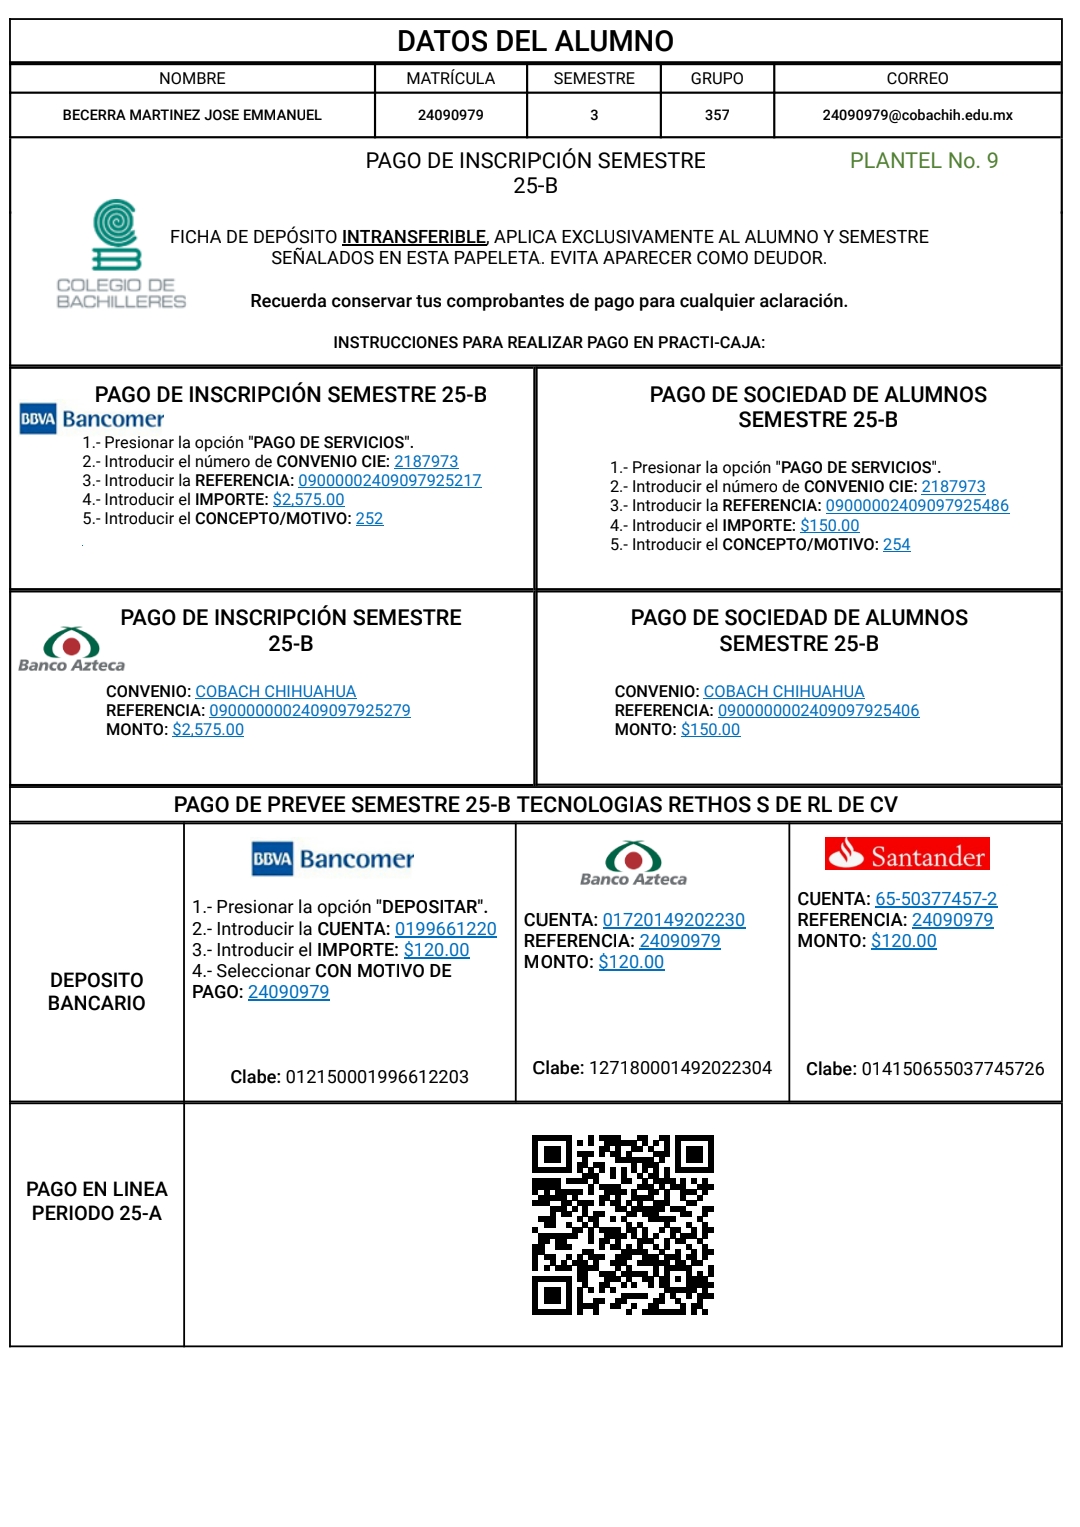 DATOS DEL ALUMNO
NOMBRE MATRÍCULA SEMESTRE GRUPO CORREO
BECERRA MARTINEZ JOSE EMMANUEL 24090979 3 357 24090979@cobachih.edu.mx
PAGO DE INSCRIPCIÓN SEMESTRE
25-B
PLANTEL No. 9
COLEGIO DE
BACHILLERES
FICHA DE DEPÓSITO INTRANSFERIBLE, APLICA EXCLUSIVAMENTE AL ALUMNO Y SEMESTRE
SEÑALADOS EN ESTA PAPELETA. EVITA APARECER COMO DEUDOR.
Recuerda conservar tus comprobantes de pago para cualquier aclaración.
INSTRUCCIONES PARA REALIZAR PAGO EN PRACTI-CAJA:
PAGO DE INSCRIPCIÓN SEMESTRE 25-B
BBVA Bancomer
1.- Presionar la opción "PAGO DE SERVICIOS".
2.- Introducir el número de CONVENIO CIE: 2187973
3.- Introducir la REFERENCIA: 09000002409097925217
4.- Introducir el IMPORTE: $2,575.00
5.- Introducir el CONCEPTO/MOTIVO: 252
PAGO DE SOCIEDAD DE ALUMNOS
SEMESTRE 25-B
1.- Presionar la opción "PAGO DE SERVICIOS".
2.- Introducir el número de CONVENIO CIE: 2187973
3.- Introducir la REFERENCIA: 09000002409097925486
4.- Introducir el IMPORTE: $150.00
5.- Introducir el CONCEPTO/MOTIVO: 254
PAGO DE INSCRIPCIÓN SEMESTRE
25-B
Banco Azteca
CONVENIO: COBACH CHIHUAHUA
REFERENCIA: 0900000002409097925279
MONTO: $2,575.00
PAGO DE SOCIEDAD DE ALUMNOS
SEMESTRE 25-B
CONVENIO: COBACH CHIHUAHUA
REFERENCIA: 0900000002409097925406
MONTO: $150.00
PAGO DE PREVEE SEMESTRE 25-B TECNOLOGIAS RETHOS S DE RL DE CV
DEPOSITO
BANCARIO
BBVA Bancomer
1.- Presionar la opción "DEPOSITAR".
2.- Introducir la CUENTA: 0199661220
3.- Introducir el IMPORTE: $120.00
4.- Seleccionar CON MOTIVO DE
PAGO: 24090979
Clabe: 012150001996612203
Banco Azteca
CUENTA: 01720149202230
REFERENCIA: 24090979
MONTO: $120.00
Clabe: 127180001492022304
Santander
CUENTA: 65-50377457-2
REFERENCIA: 24090979
MONTO: $120.00
Clabe: 014150655037745726
PAGO EN LINEA
PERIODO 25-A